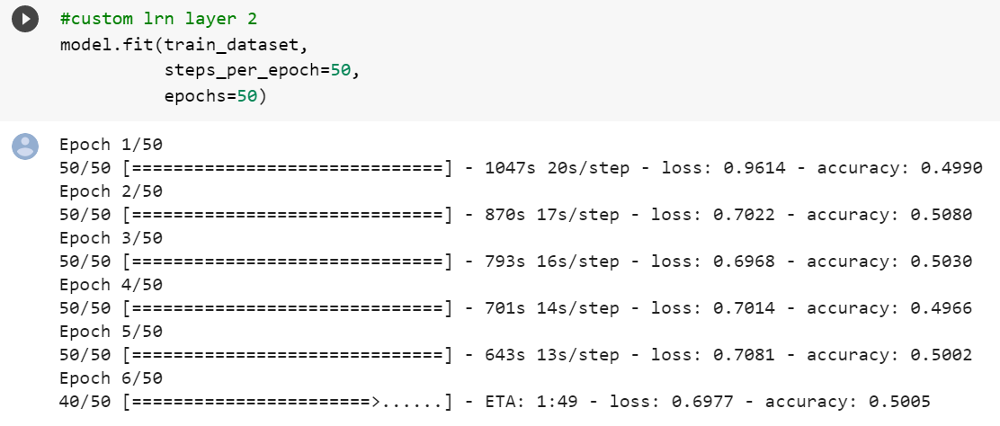 #custom lrn layer 2
model.fit(train_dataset,
          steps_per_epoch=50,
          epochs=50)
Epoch 1/50
50/50 [==============================] - 1047s 20s/step - loss: 0.9614 - accuracy: 0.4990
Epoch 2/50
50/50 [==============================] - 870s 17s/step - loss: 0.7022 - accuracy: 0.5080
Epoch 3/50
50/50 [==============================] - 793s 16s/step - loss: 0.6968 - accuracy: 0.5030
Epoch 4/50
50/50 [==============================] - 701s 14s/step - loss: 0.7014 - accuracy: 0.4966
Epoch 5/50
50/50 [==============================] - 643s 13s/step - loss: 0.7081 - accuracy: 0.5002
Epoch 6/50
40/50 [=======================>......] - ETA: 1:49 - loss: 0.6977 - accuracy: 0.5005